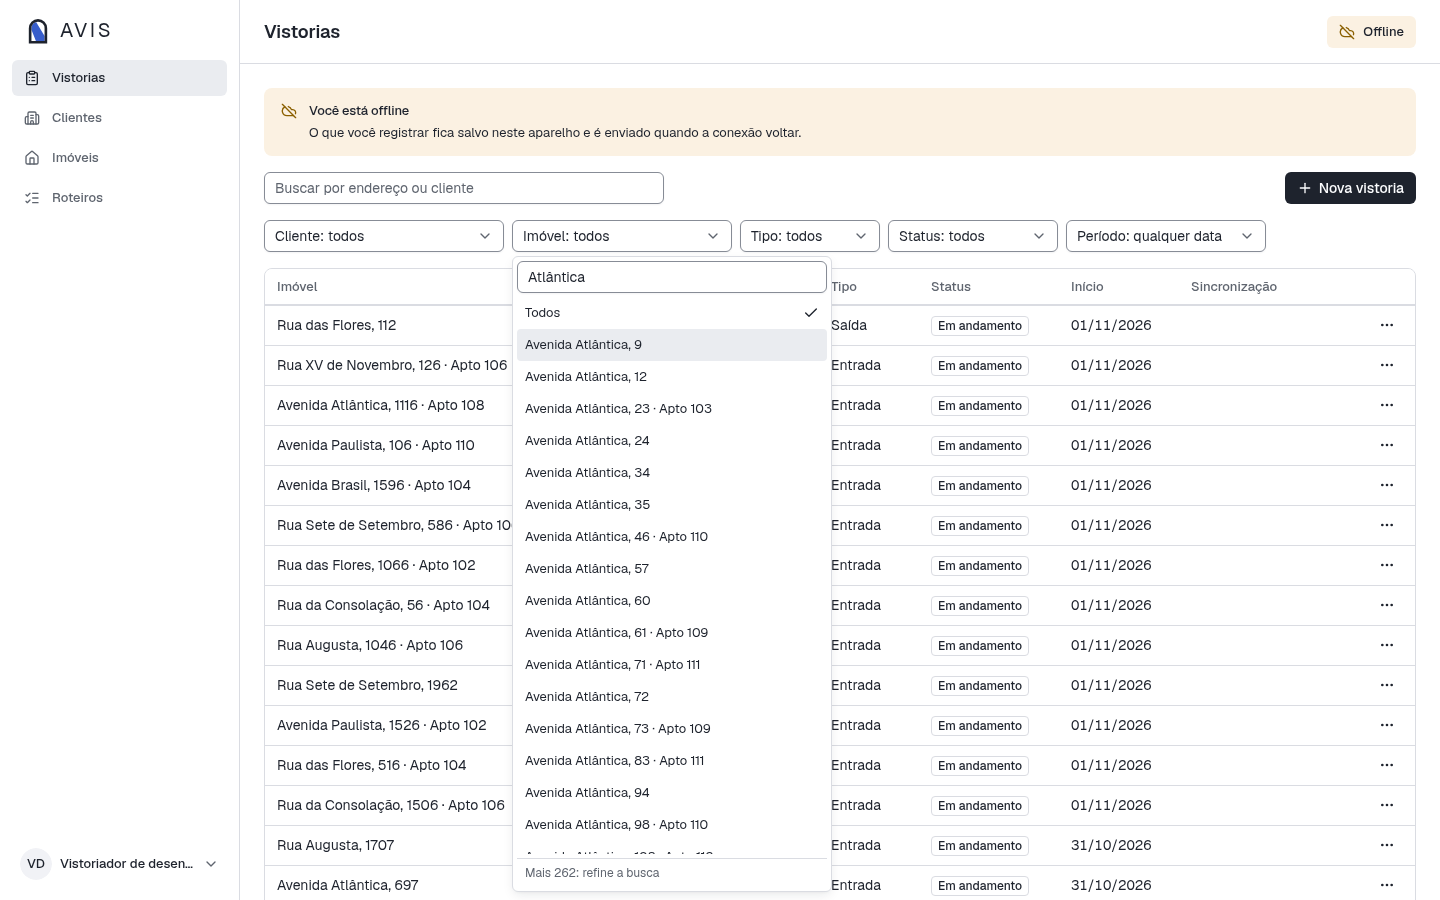 AVIS
Vistorias
Clientes
Imóveis
Roteiros
VD
Vistoriador de desen...
Vistorias
Offline
Você está offline
O que você registrar fica salvo neste aparelho e é enviado quando a conexão voltar.
Buscar por endereço ou cliente
Nova vistoria
Cliente: todos
Imóvel: todos
Tipo: todos
Status: todos
Período: qualquer data
Atlântica
Todos
Avenida Atlântica, 9
Avenida Atlântica, 12
Avenida Atlântica, 23 · Apto 103
Avenida Atlântica, 24
Avenida Atlântica, 34
Avenida Atlântica, 35
Avenida Atlântica, 46 · Apto 110
Avenida Atlântica, 57
Avenida Atlântica, 60
Avenida Atlântica, 61 · Apto 109
Avenida Atlântica, 71 · Apto 111
Avenida Atlântica, 72
Avenida Atlântica, 73 · Apto 109
Avenida Atlântica, 83 · Apto 111
Avenida Atlântica, 94
Avenida Atlântica, 98 · Apto 110
Mais 262: refine a busca
Imóvel Tipo Status Início Sincronização
Rua das Flores, 112 Saída Em andamento 01/11/2026
Rua XV de Novembro, 126 · Apto 106 Entrada Em andamento 01/11/2026
Avenida Atlântica, 1116 · Apto 108 Entrada Em andamento 01/11/2026
Avenida Paulista, 106 · Apto 110 Entrada Em andamento 01/11/2026
Avenida Brasil, 1596 · Apto 104 Entrada Em andamento 01/11/2026
Rua Sete de Setembro, 586 · Apto Entrada Em andamento 01/11/2026
Rua das Flores, 1066 · Apto 102 Entrada Em andamento 01/11/2026
Rua da Consolação, 56 · Apto 104 Entrada Em andamento 01/11/2026
Rua Augusta, 1046 · Apto 106 Entrada Em andamento 01/11/2026
Rua Sete de Setembro, 1962 Entrada Em andamento 01/11/2026
Avenida Paulista, 1526 · Apto 102 Entrada Em andamento 01/11/2026
Rua das Flores, 516 · Apto 104 Entrada Em andamento 01/11/2026
Rua da Consolação, 1506 · Apto 106 Entrada Em andamento 01/11/2026
Rua Augusta, 1707 Entrada Em andamento 31/10/2026
Avenida Atlântica, 697 Entrada Em andamento 31/10/2026